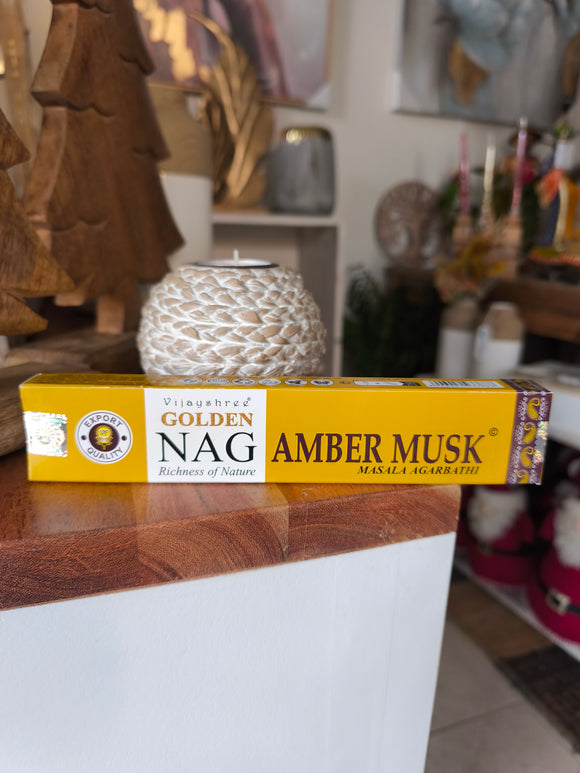 EXPORT
QUALITY
Vijayshree®
GOLDEN
NAG
Richness of Nature
AMBER MUSK©
MASALA AGARBATHI